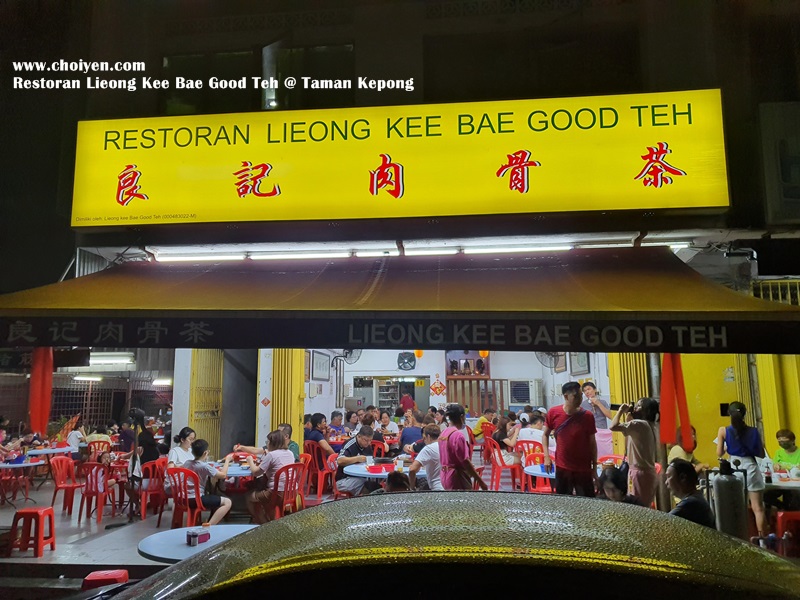 www.choiyen.com
Restoran Lieong Kee Bae Good Teh @ Taman Kepong
RESTORAN LIEONG KEE BAE GOOD TEH
良記肉骨茶
良记肉骨茶 LIEONG KEE BAE GOOD TEH